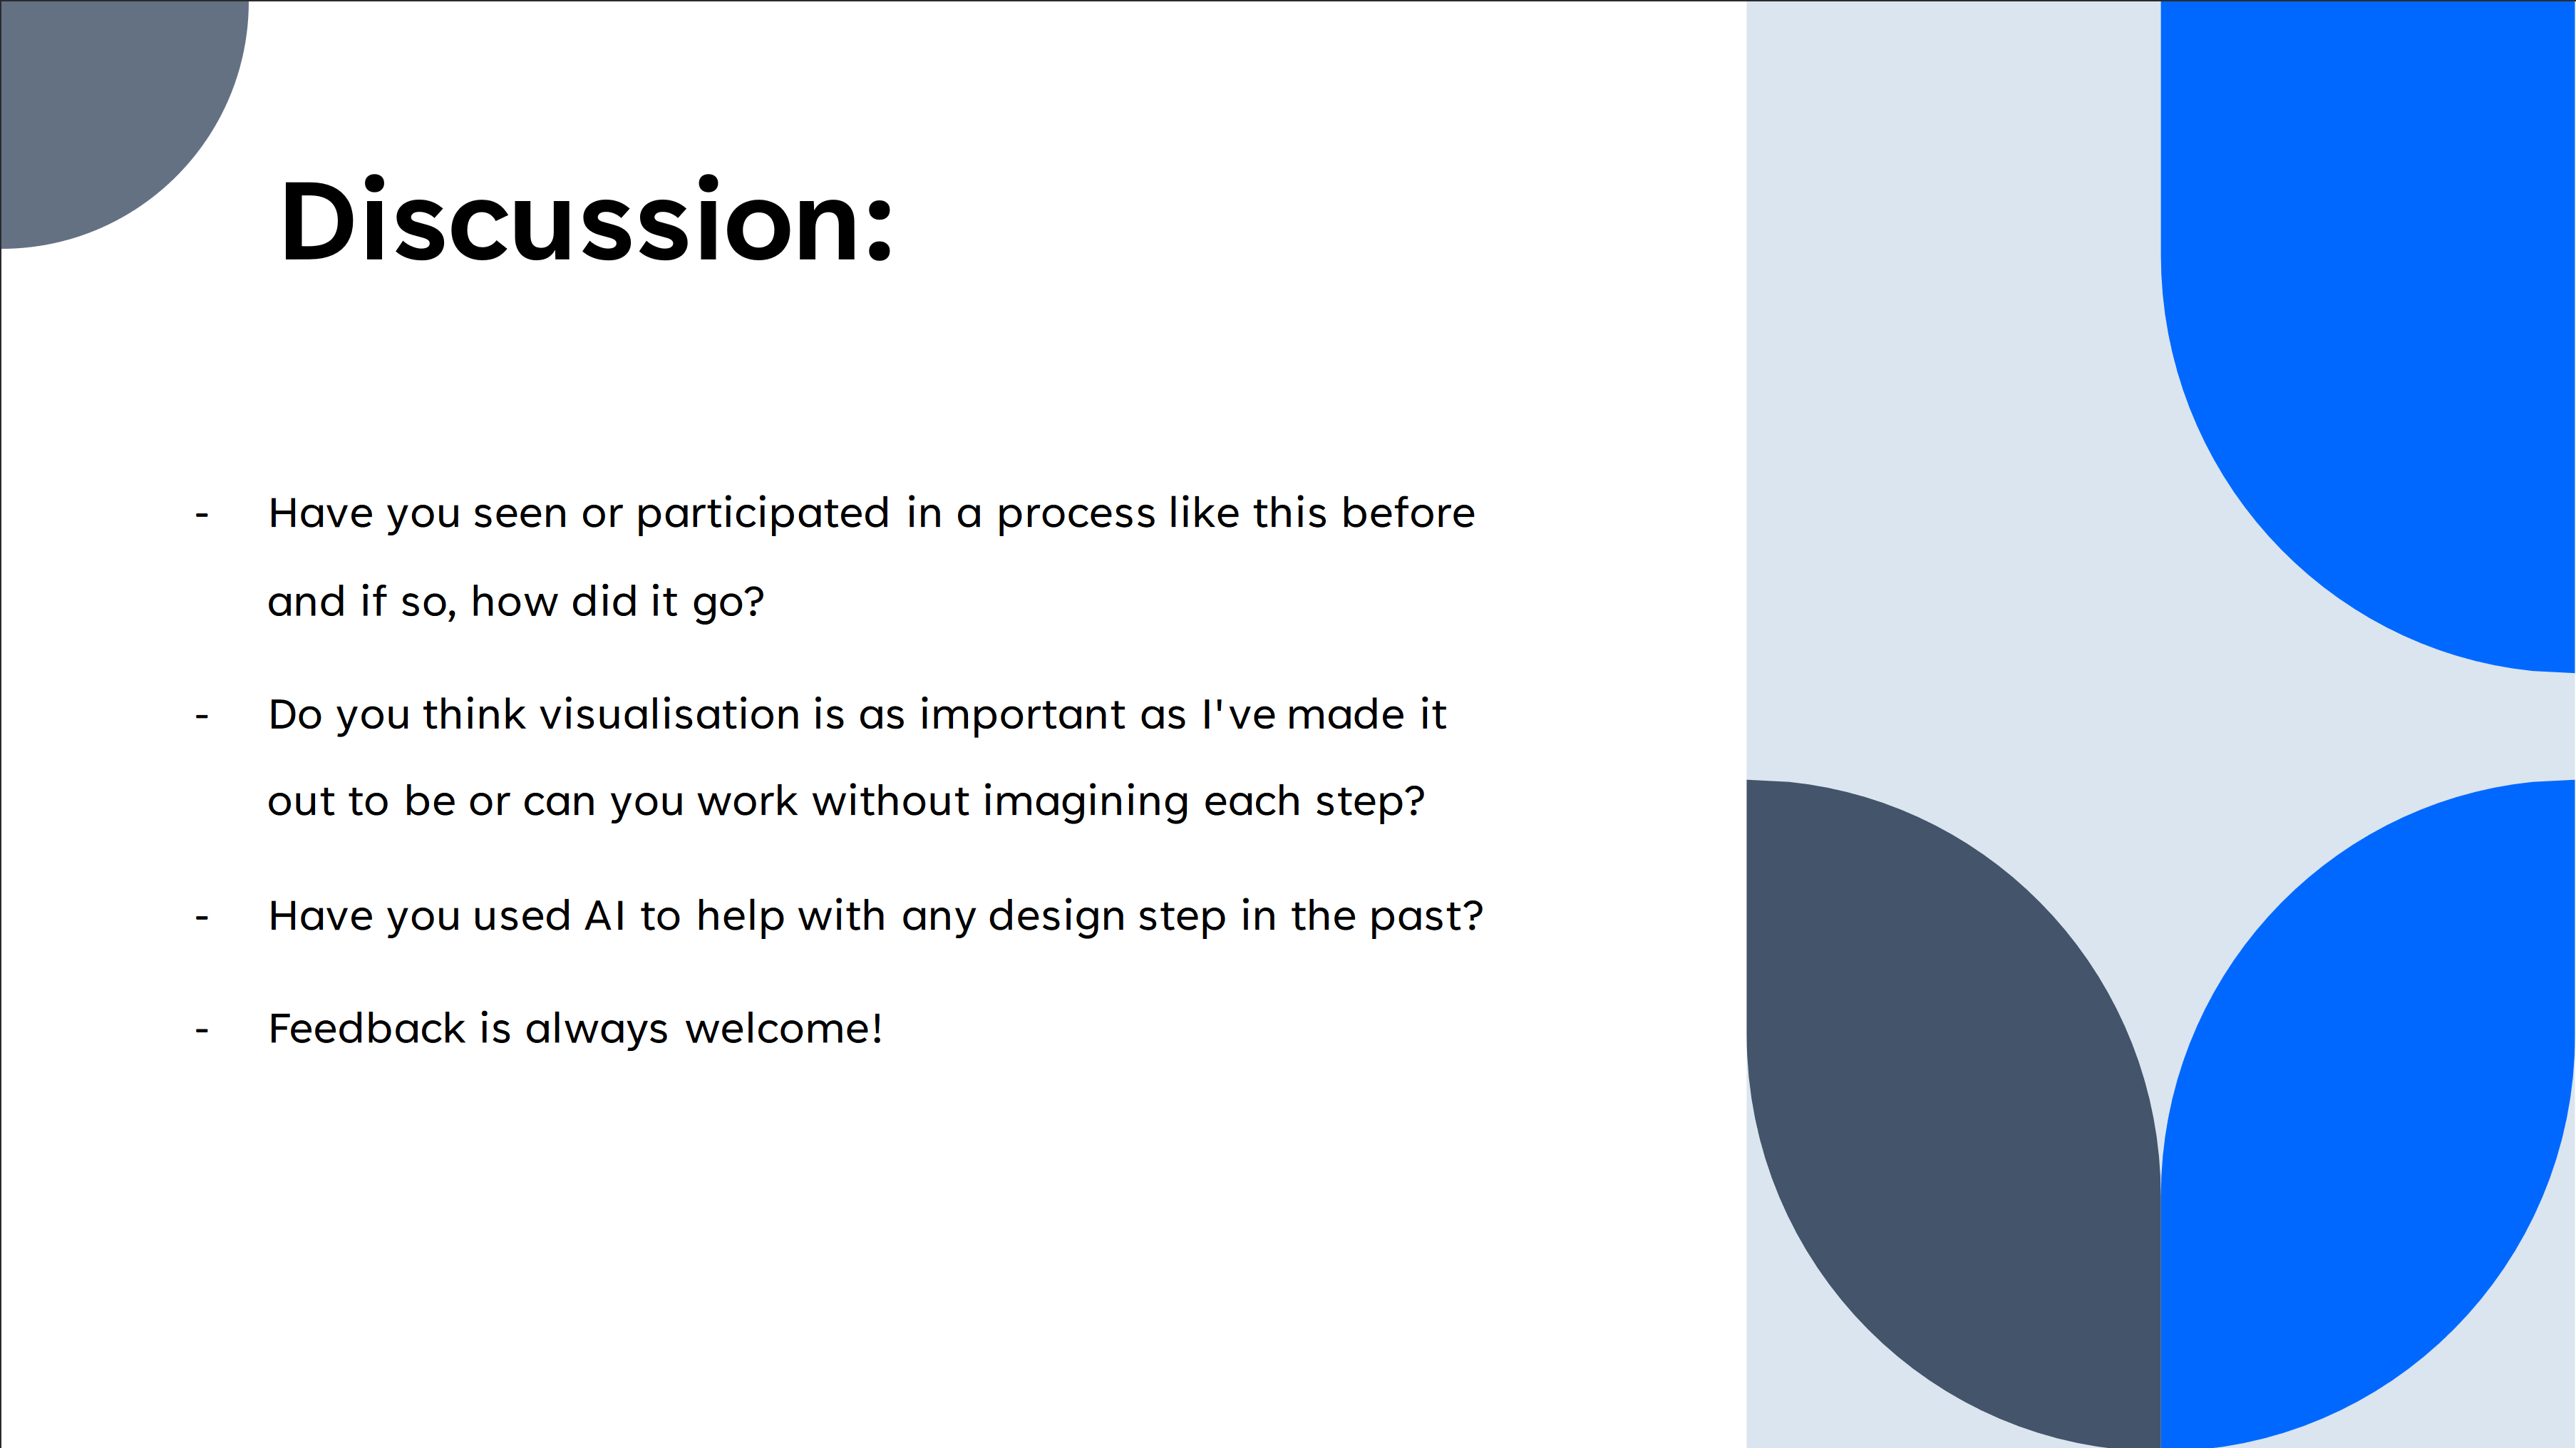 Discussion:
- Have you seen or participated in a process like this before
and if so, how did it go?
- Do you think visualisation is as important as I've made it
out to be or can you work without imagining each step?
- Have you used AI to help with any design step in the past?
- Feedback is always welcome!